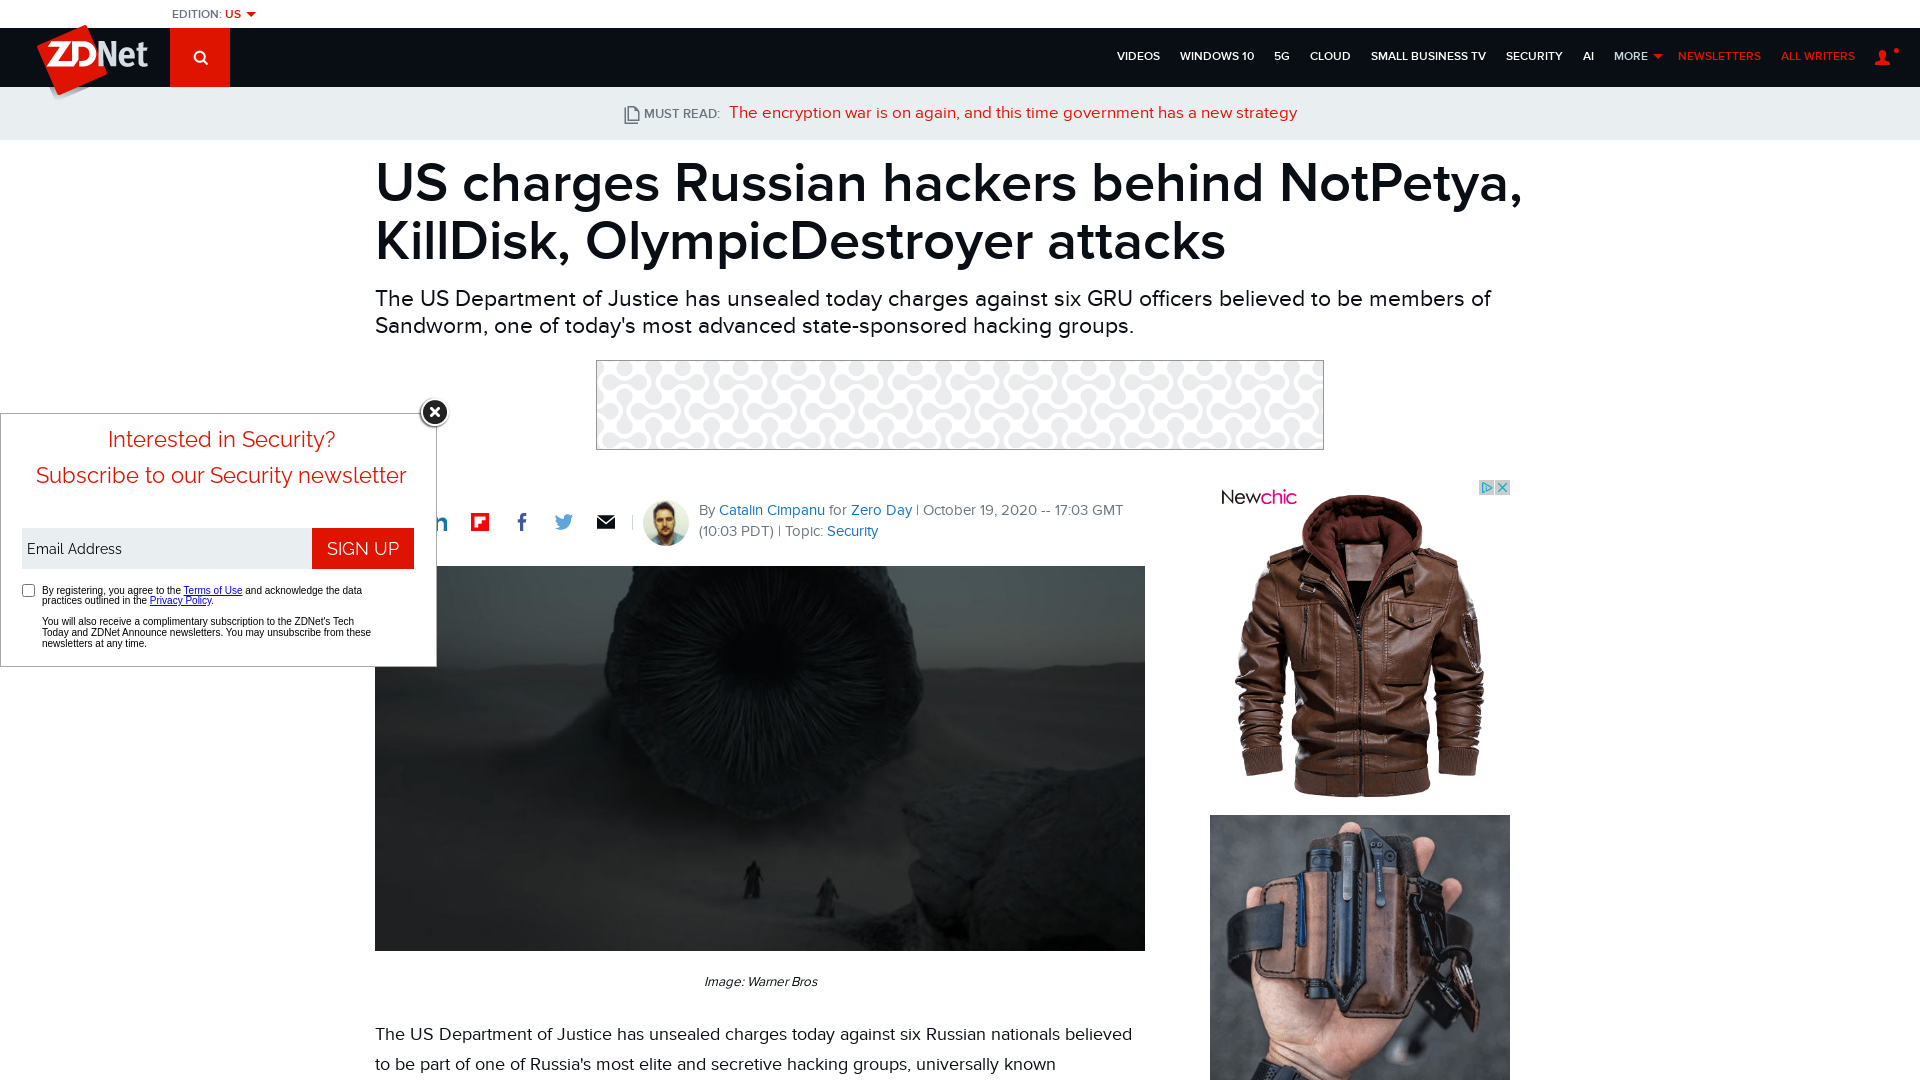 EDITION: US
ZDNet
VIDEOS WINDOWS 10 5G CLOUD SMALL BUSINESS TV SECURITY AI MORE NEWSLETTERS ALL WRITERS
MUST READ: The encryption war is on again, and this time government has a new strategy
US charges Russian hackers behind NotPetya,
KillDisk, OlympicDestroyer attacks
The US Department of Justice has unsealed today charges against six GRU officers believed to be members of
Sandworm, one of today's most advanced state-sponsored hacking groups.
Interested in Security?
Subscribe to our Security newsletter
Email Address
SIGN UP
By registering, you agree to the Terms of Use and acknowledge the data
practices outlined in the Privacy Policy.
You will also receive a complimentary subscription to the ZDNet's Tech
Today and ZDNet Announce newsletters. You may unsubscribe from these
newsletters at any time.
By Catalin Cimpanu for Zero Day | October 19, 2020 -- 17:03 GMT
(10:03 PDT) | Topic: Security
Newchic
Image: Warner Bros
The US Department of Justice has unsealed charges today against six Russian nationals believed
to be part of one of Russia's most elite and secretive hacking groups, universally known